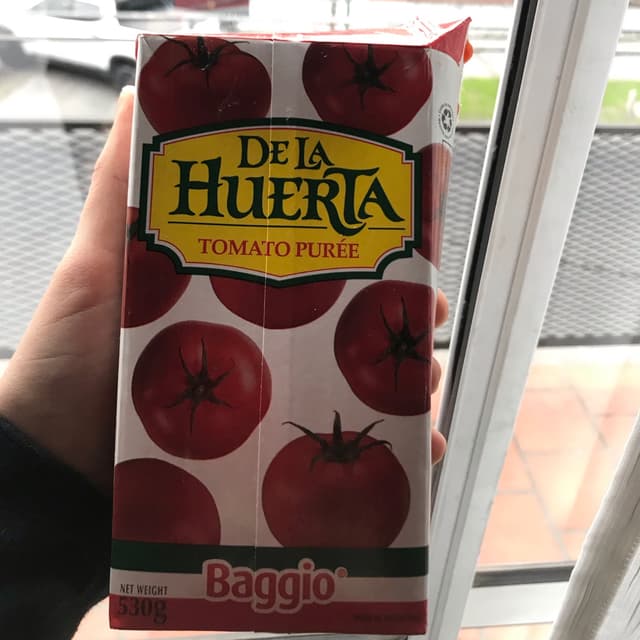 DE LA
HUERTA
TOMATO PURÉE
Baggio
NET WEIGHT
530g